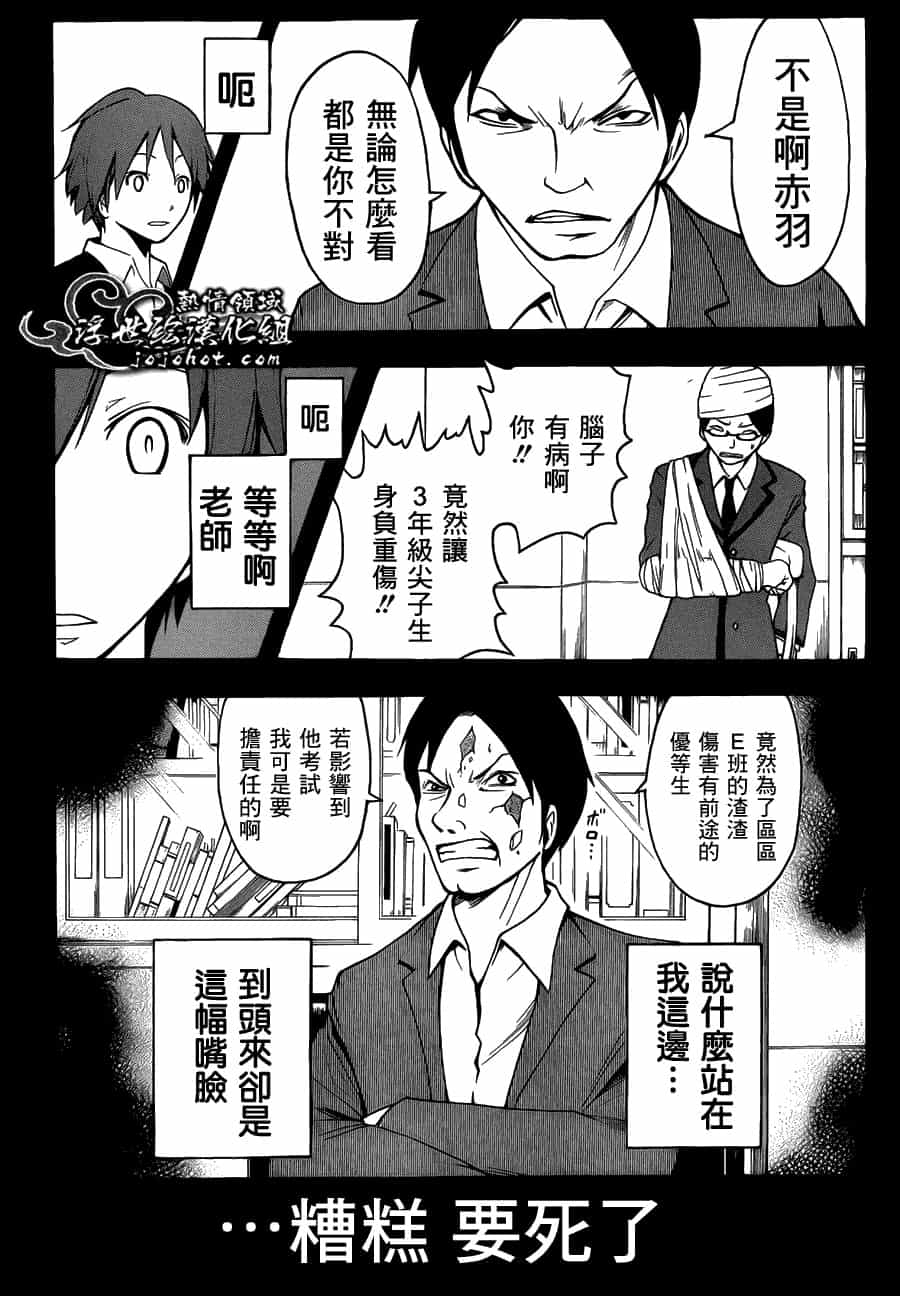 不是啊赤羽
無論怎麼看
都是你不對
呃
熱情領域
浮世绘漢化組
jojohot.com
腦子
有病啊
你!!
竟然讓
3年級尖子生
身負重傷!!
呃
等等啊
老師
竟然為了區區
E班的渣渣
傷害有前途的
優等生
ボロ…
若影響到
他考試
我可是要
擔責任的啊
說什麼站在
我這邊…
到頭來卻是
這幅嘴臉
…糟糕 要死了